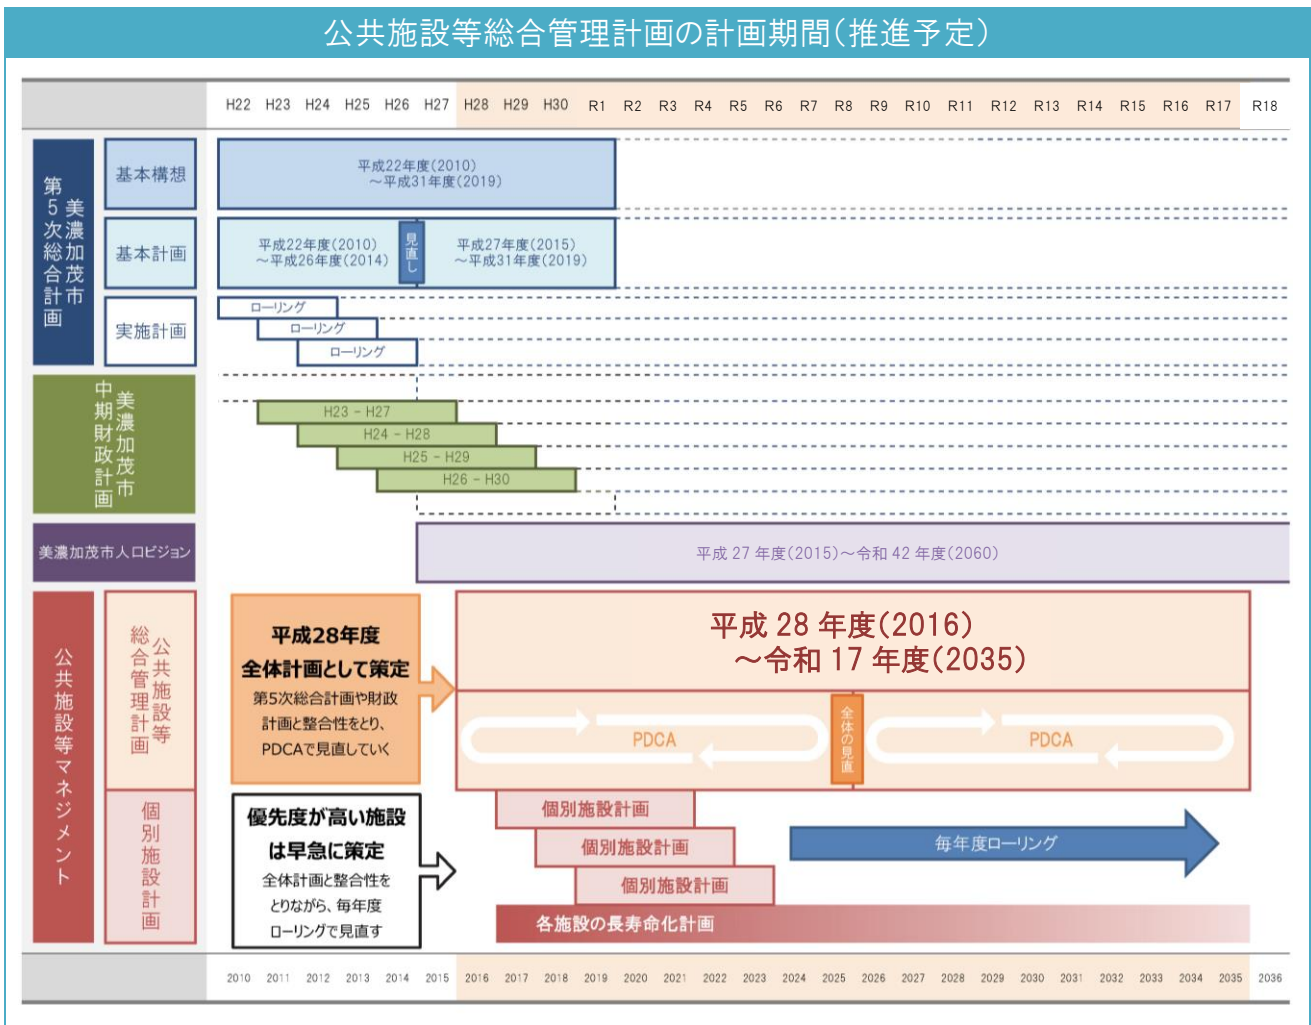 公共施設等総合管理計画の計画期間（推進予定）
H22 H23 H24 H25 H26 H27 H28 H29 H30 R1 R2 R3 R4 R5 R6 R7 R8 R9 R10 R11 R12 R13 R14 R15 R16 R17 R18
美濃加茂市
第5次総合計画
基本構想
平成22年度(2010)
～平成31年度(2019)
基本計画
平成22年度(2010)
～平成26年度(2014)
見直し
平成27年度(2015)
～平成31年度(2019)
実施計画
ローリング
ローリング
ローリング
美濃加茂市
中期財政計画
H23 – H27
H24 – H28
H25 – H29
H26 – H30
美濃加茂市人口ビジョン
平成 27 年度(2015)～令和 42 年度(2060)
公共施設等マネジメント
公共施設等
総合管理計画
平成28年度
全体計画として策定
第5次総合計画や財政
計画と整合性をとり、
PDCAで見直していく
平成 28 年度(2016)
～令和 17 年度(2035)
PDCA
全体の見直
PDCA
個別施設計画
優先度が高い施設
は早急に策定
全体計画と整合性を
とりながら、毎年度
ローリングで見直す
個別施設計画
個別施設計画
個別施設計画
毎年度ローリング
各施設の長寿命化計画
2010 2011 2012 2013 2014 2015 2016 2017 2018 2019 2020 2021 2022 2023 2024 2025 2026 2027 2028 2029 2030 2031 2032 2033 2034 2035 2036